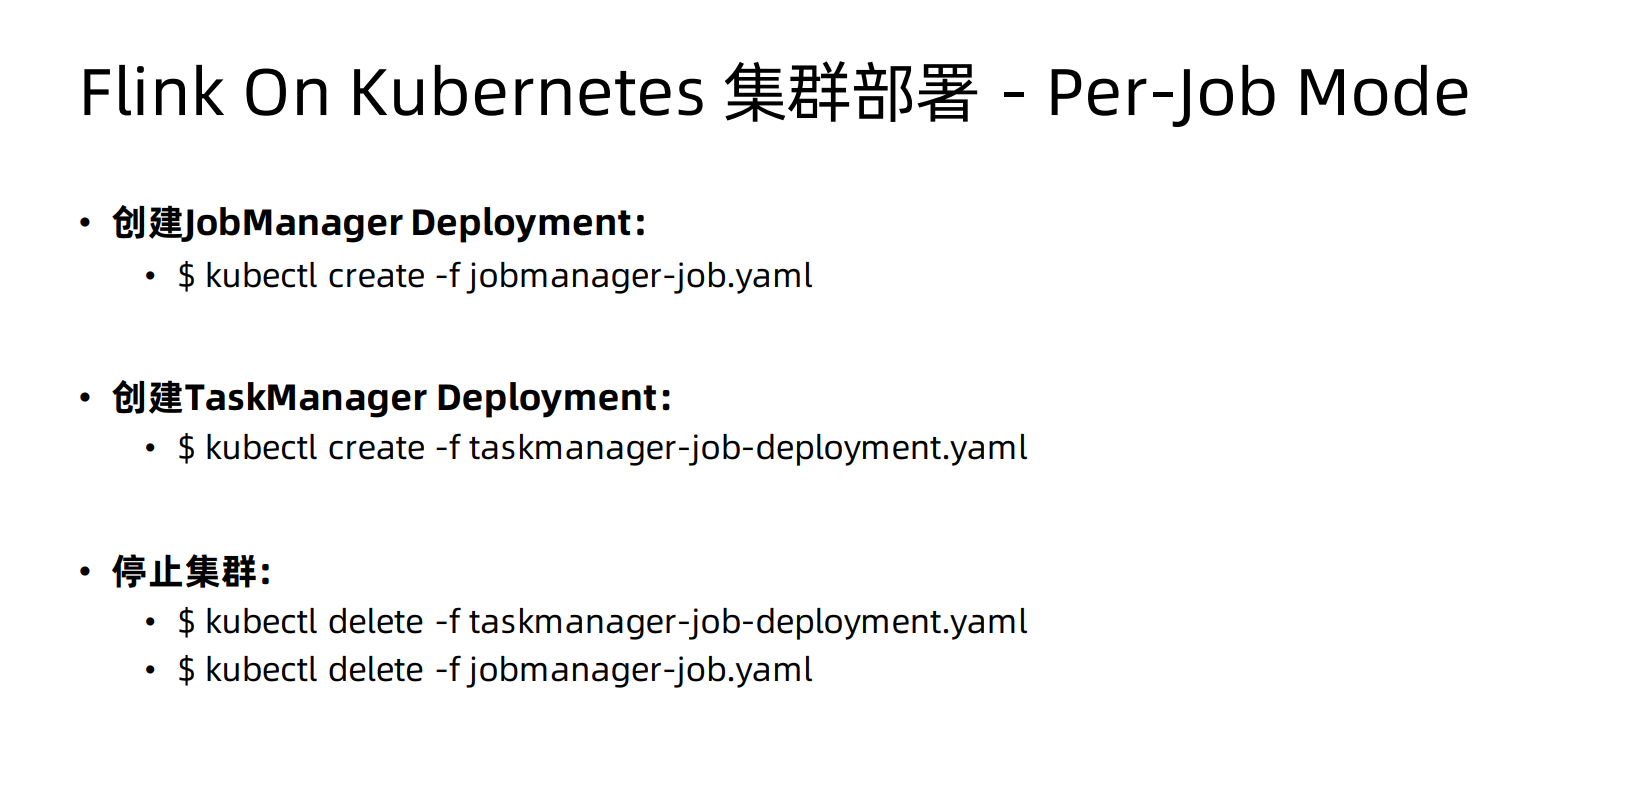 Flink On Kubernetes 集群部署 - Per-Job Mode
• 创建JobManager Deployment:
• $ kubectl create -f jobmanager-job.yaml
• 创建TaskManager Deployment:
• $ kubectl create -f taskmanager-job-deployment.yaml
• 停止集群:
• $ kubectl delete -f taskmanager-job-deployment.yaml
• $ kubectl delete -f jobmanager-job.yaml